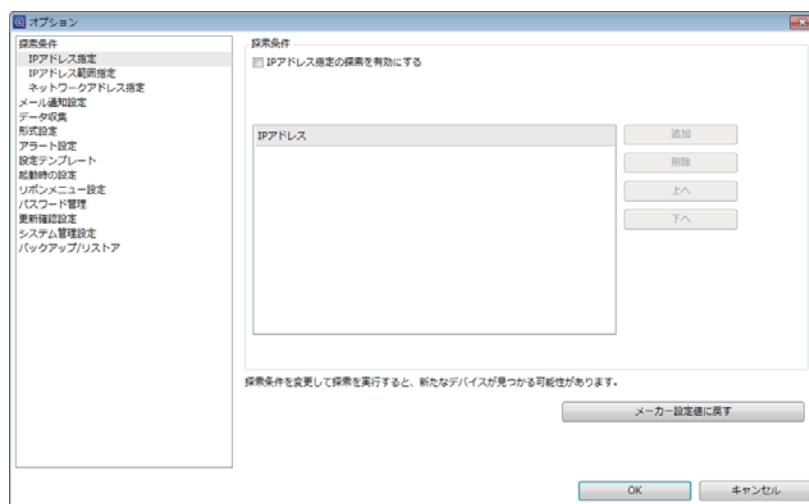 オプション
探索条件
IPアドレス指定
IPアドレス範囲指定
ネットワークアドレス指定
メール通知設定
データ収集
形式設定
アラート設定
設定テンプレート
起動時の設定
リボンメニュー設定
パスワード管理
更新確認設定
システム管理設定
バックアップ/リストア
探索条件
IPアドレス指定の探索を有効にする
IPアドレス
追加
削除
上へ
下へ
探索条件を変更して探索を実行すると、新たなデバイスが見つかる可能性があります。
メーカー設定値に戻す
OK
キャンセル